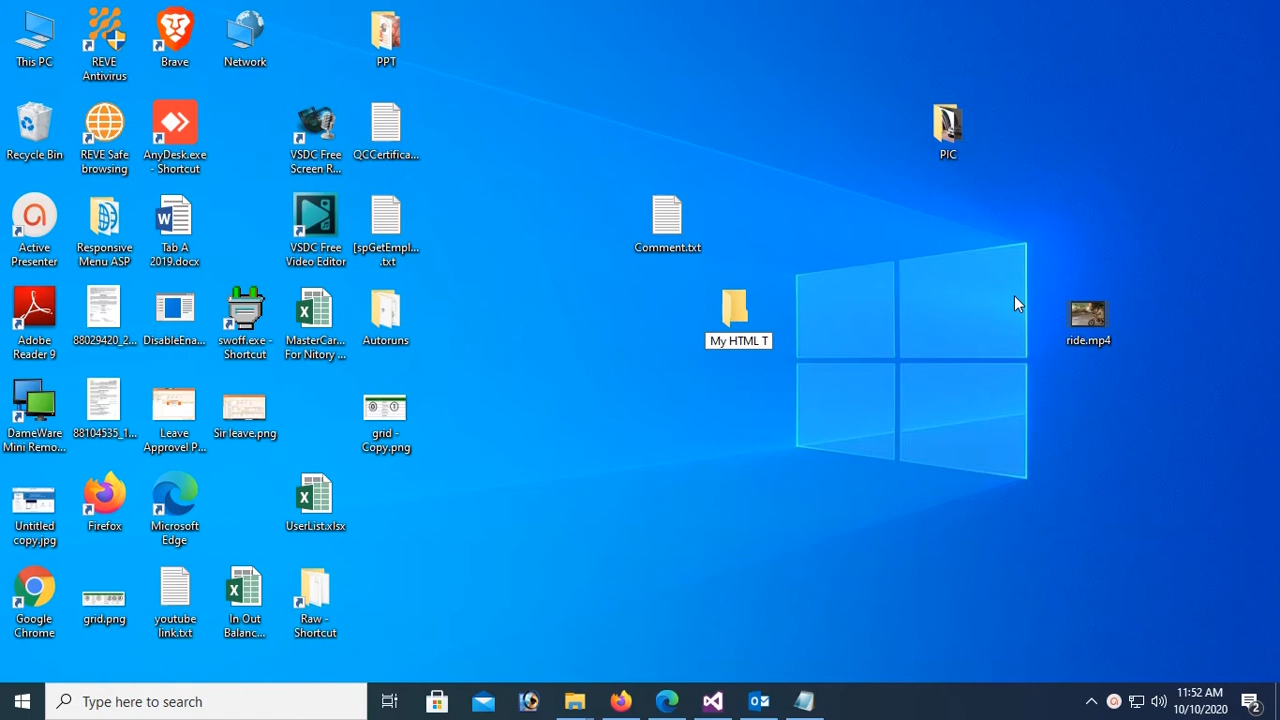 This PC
REVE
Antivirus
Brave
Network
PPT
PIC
Recycle Bin
REVE Safe
browsing
AnyDesk.exe
- Shortcut
VSDC Free
Screen R...
QCCertifica...
Active
Presenter
Responsive
Menu ASP
Tab A
2019.docx
VSDC Free
Video Editor
[spGetEmpl...
.txt
Comment.txt
Adobe
Reader 9
88029420_2...
DisableEna...
swoff.exe -
Shortcut
MasterCar...
For Nitory ...
Autoruns
My HTML T
ride.mp4
DameWare
Mini Remo...
88104535_1...
Leave
Approvel P...
Sir leave.png
grid -
Copy.png
Untitled
copy.jpg
Firefox
Microsoft
Edge
UserList.xlsx
Google
Chrome
grid.png
youtube
link.txt
In Out
Balanc...
Raw -
Shortcut
Type here to search
11:52 AM
10/10/2020
2